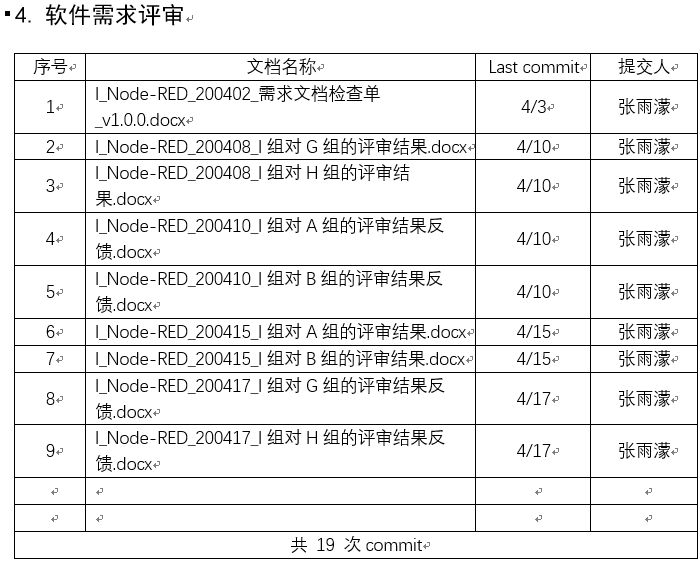 4. 软件需求评审
序号 文档名称 Last commit 提交人
1 I_Node-RED_200402_需求文档检查单 4/3 张雨濛
_v1.0.0.docx
2 I_Node-RED_200408_I 组对 G 组的评审结果.docx 4/10 张雨濛
3 I_Node-RED_200408_I 组对 H 组的评审结 4/10 张雨濛
果.docx
4 I_Node-RED_200410_I 组对 A 组的评审结果反 4/10 张雨濛
馈.docx
5 I_Node-RED_200410_I 组对 B 组的评审结果反 4/10 张雨濛
馈.docx
6 I_Node-RED_200415_I 组对 A 组的评审结果.docx 4/15 张雨濛
7 I_Node-RED_200415_I 组对 B 组的评审结果.docx 4/15 张雨濛
8 I_Node-RED_200417_I 组对 G 组的评审结果反 4/17 张雨濛
馈.docx
9 I_Node-RED_200417_I 组对 H 组的评审结果反 4/17 张雨濛
馈.docx
共 19 次 commit